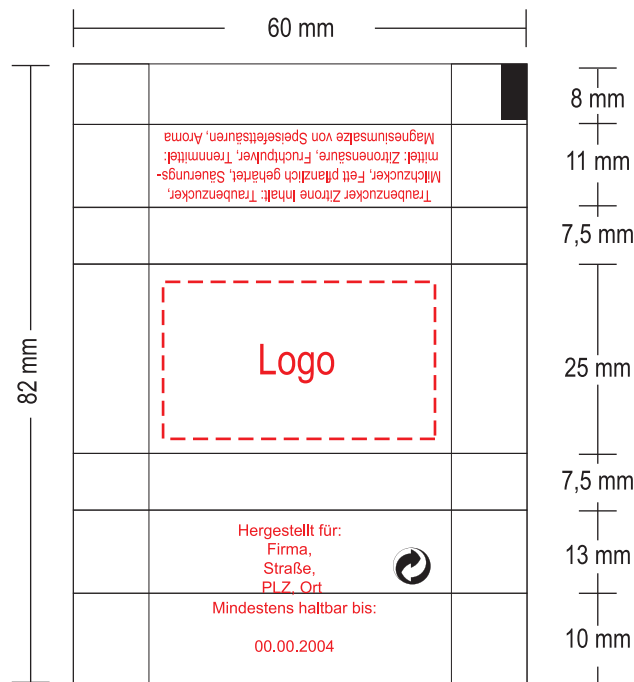 60 mm
8 mm
Traubenzucker Zitrone Inhalt: Traubenzucker,
Milchzucker, Fett pflanzlich gehärtet, Säuerungs-
mittel: Zitronensäure, Fruchtpulver, Trennmittel:
Magnesiumsalze von Speisefettsäuren, Aroma
11 mm
7,5 mm
82 mm
Logo
25 mm
7,5 mm
Hergestellt für:
Firma,
Straße,
PLZ, Ort
13 mm
Mindestens haltbar bis:
00.00.2004
10 mm